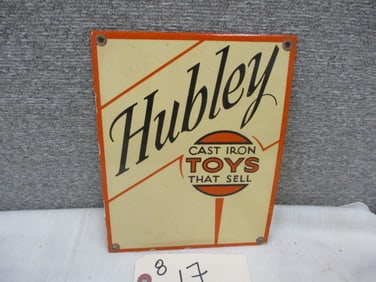 Hubley
CAST IRON
TOYS
THAT SELL
8
17